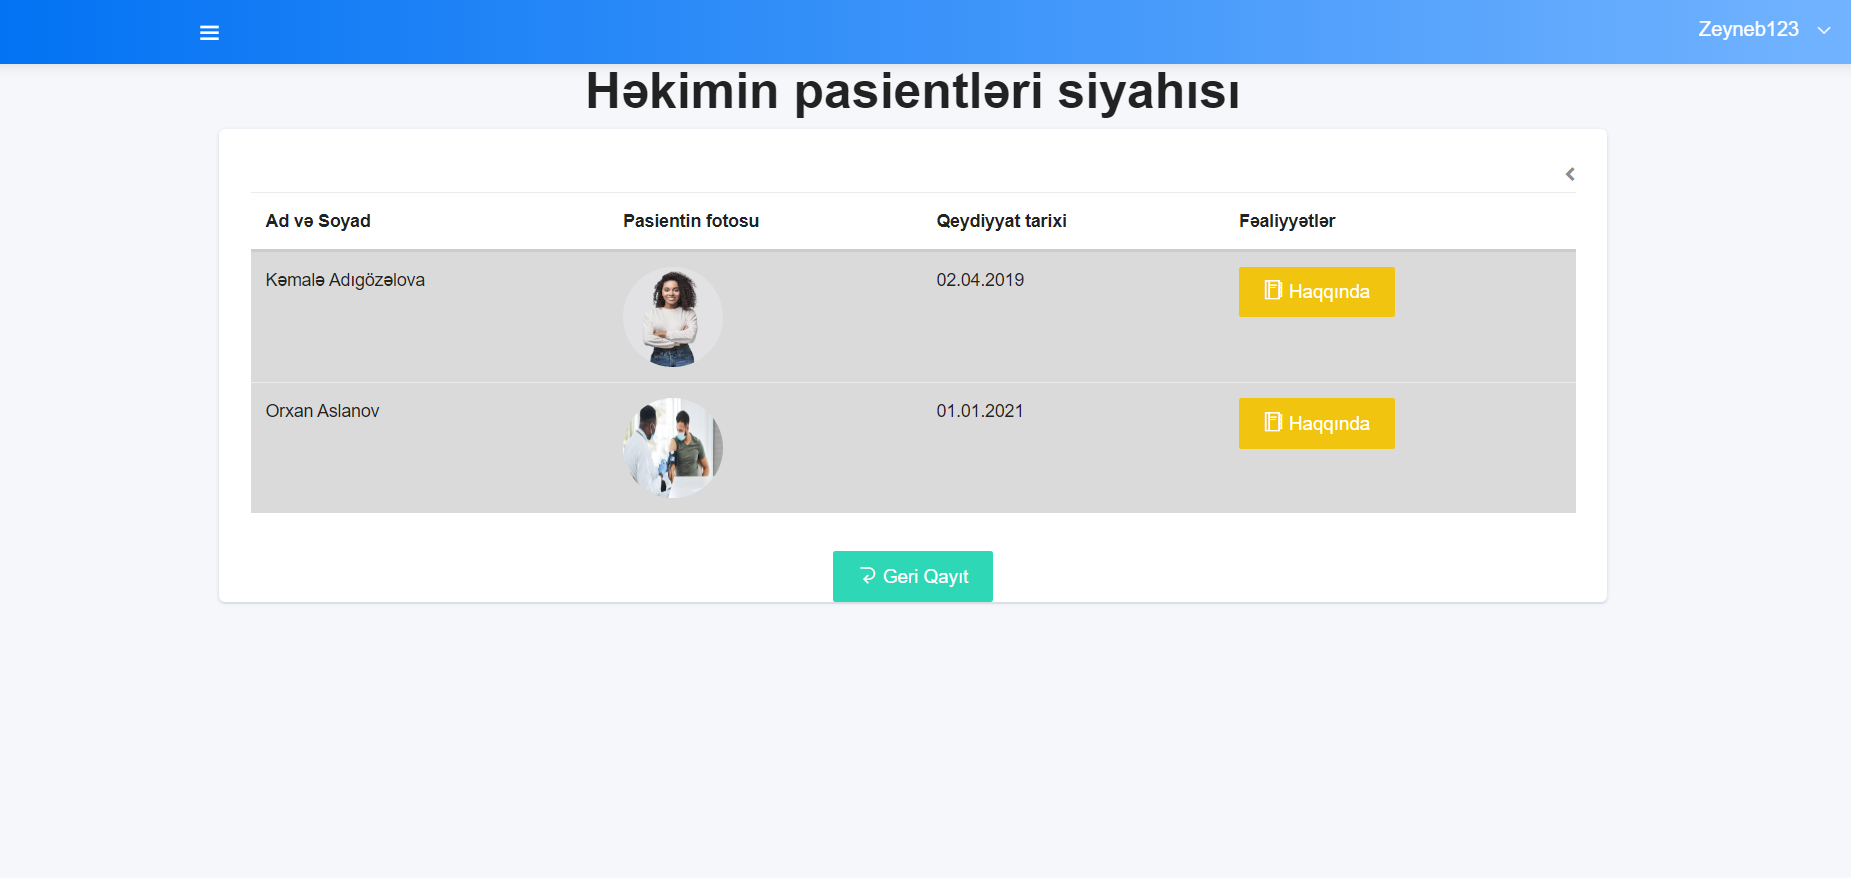 Zeyneb123
Həkimin pasientləri siyahısı
Ad və Soyad Pasientin fotosu Qeydiyyat tarixi Fəaliyyətlər
Kəmalə Adıgözəlova 02.04.2019 Haqqında
Orxan Aslanov 01.01.2021 Haqqında
Geri Qayıt